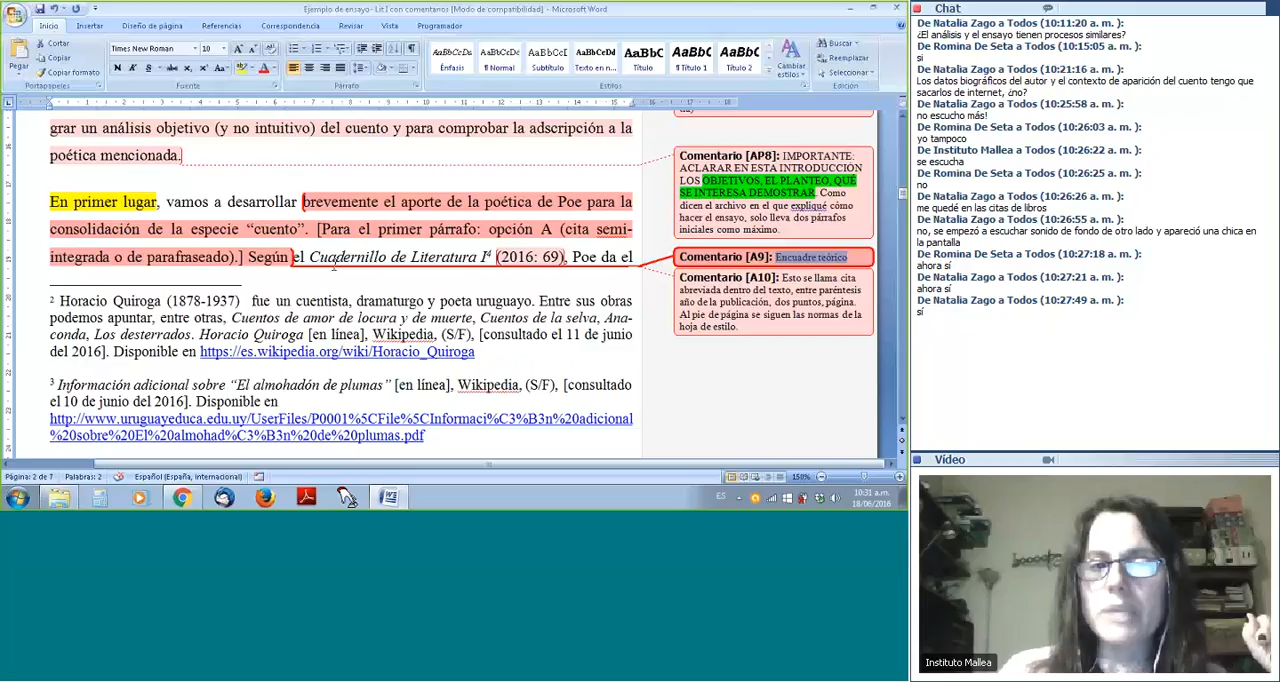 Ejemplo de ensayo- Lit I con comentarios [Modo de compatibilidad] - Microsoft Word
Inicio Insertar Diseño de página Referencias Correspondencia Revisar Vista Programador
Pegar
Cortar
Copiar
Copiar formato
Portapapeles
Times New Roman 10
Fuente
Párrafo
AaBbCcDc Énfasis
AaBbCcDc ¶ Normal
AaBbCcI Subtítulo
AaBbCcDc Texto en n...
AaBbC Título
AaBbC ¶ Título 1
AaBbC Título 2
Cambiar estilos
Estilos
Buscar
Reemplazar
Seleccionar
Edición
grar un análisis objetivo (y no intuitivo) del cuento y para comprobar la adscripción a la
poética mencionada.
En primer lugar, vamos a desarrollar brevemente el aporte de la poética de Poe para la
consolidación de la especie “cuento”. [Para el primer párrafo: opción A (cita semi-
integrada o de parafraseado).] Según el Cuadernillo de Literatura I4 (2016: 69), Poe da el
2 Horacio Quiroga (1878-1937) fue un cuentista, dramaturgo y poeta uruguayo. Entre sus obras
podemos apuntar, entre otras, Cuentos de amor de locura y de muerte, Cuentos de la selva, Ana-
conda, Los desterrados. Horacio Quiroga [en línea], Wikipedia, (S/F), [consultado el 11 de junio
del 2016]. Disponible en https://es.wikipedia.org/wiki/Horacio_Quiroga
3 Información adicional sobre “El almohadón de plumas” [en línea], Wikipedia, (S/F), [consultado
el 10 de junio del 2016]. Disponible en
http://www.uruguayeduca.edu.uy/UserFiles/P0001%5CFile%5CInformaci%C3%B3n%20adicional
%20sobre%20El%20almohad%C3%B3n%20de%20plumas.pdf
Comentario [AP8]: IMPORTANTE:
ACLARAR EN ESTA INTRODUCCIÓN
LOS OBJETIVOS, EL PLANTEO, QUÉ
SE INTERESA DEMOSTRAR. Como
dicen el archivo en el que expliqué cómo
hacer el ensayo, solo lleva dos párrafos
iniciales como máximo.
Comentario [A9]: Encuadre teórico
Comentario [A10]: Esto se llama cita
abreviada dentro del texto, entre paréntesis
año de la publicación, dos puntos, página.
Al pie de página se siguen las normas de la
hoja de estilo.
Página: 2 de 7 Palabras: 2 Español (España, internacional) 150%
ES 10:31 a.m.
18/06/2016
Chat
De Natalia Zago a Todos (10:11:20 a. m. ):
¿El análisis y el ensayo tienen procesos similares?
De Romina De Seta a Todos (10:15:05 a. m. ):
si
De Natalia Zago a Todos (10:21:16 a. m. ):
Los datos biográficos del autor y el contexto de aparición del cuento tengo que
sacarlos de internet, ¿no?
De Natalia Zago a Todos (10:25:58 a. m. ):
no escucho más!
De Romina De Seta a Todos (10:26:03 a. m. ):
yo tampoco
De Instituto Mallea a Todos (10:26:22 a. m. ):
se escucha
De Romina De Seta a Todos (10:26:25 a. m. ):
no
De Natalia Zago a Todos (10:26:26 a. m. ):
me quedé en las citas de libros
De Natalia Zago a Todos (10:26:55 a. m. ):
no, se empezó a escuchar sonido de fondo de otro lado y apareció una chica en
la pantalla
De Romina De Seta a Todos (10:27:18 a. m. ):
ahora sí
De Natalia Zago a Todos (10:27:21 a. m. ):
ahora sí
De Natalia Zago a Todos (10:27:49 a. m. ):
sí
Vídeo
Instituto Mallea